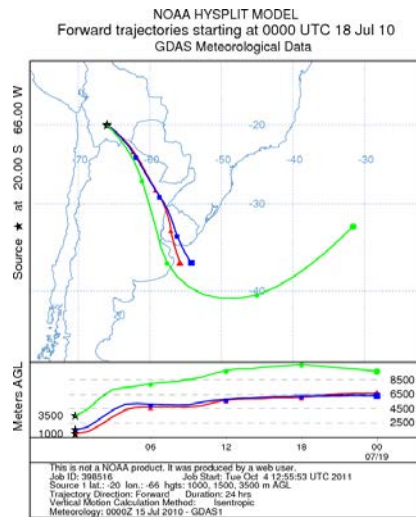 NOAA HYSPLIT MODEL
Forward trajectories starting at 0000 UTC 18 Jul 10
GDAS Meteorological Data
Source ★ at 20.00 S 66.00 W
-70 -60 -50 -40 -30
-20
-30
-40
Meters AGL
3500
1000
8500
6500
4500
2500
06 12 18 00
07/19
This is not a NOAA product. It was produced by a web user.
Job ID: 398516 Job Start: Tue Oct 4 12:55:53 UTC 2011
Source 1 lat.: -20 lon.: -66 hgts: 1000, 1500, 3500 m AGL
Trajectory Direction: Forward Duration: 24 hrs
Vertical Motion Calculation Method: Isentropic
Meteorology: 0000Z 15 Jul 2010 - GDAS1